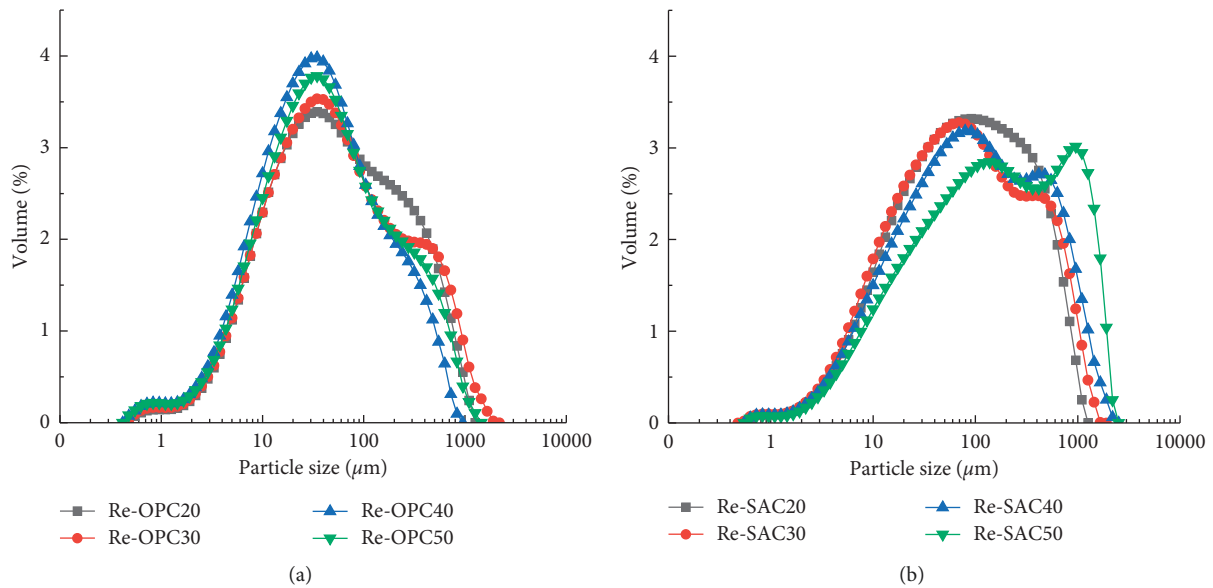 4
3
2
1
0
Volume (%)
0 1 10 100 1000 10000
Particle size (μm)
Re-OPC20 Re-OPC40
Re-OPC30 Re-OPC50
(a)
4
3
2
1
0
Volume (%)
0 1 10 100 1000 10000
Particle size (μm)
Re-SAC20 Re-SAC40
Re-SAC30 Re-SAC50
(b)